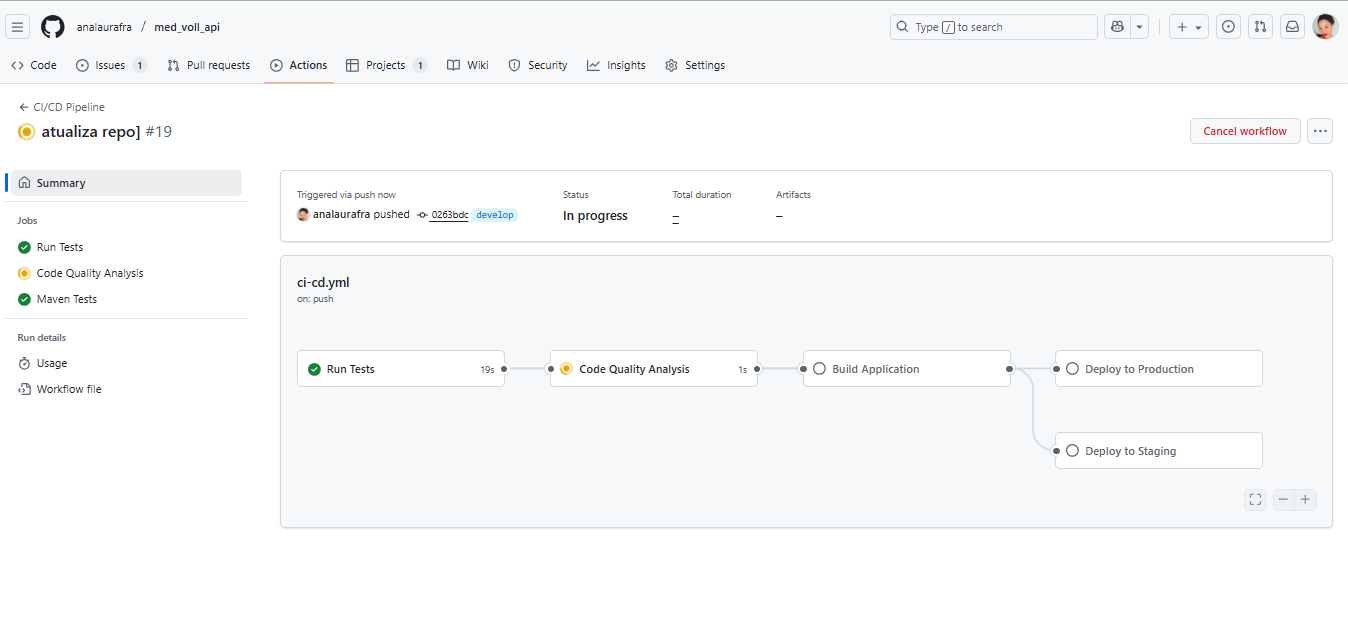 analaurafra / med_voll_api
Type / to search
Code
Issues 1
Pull requests
Actions
Projects 1
Wiki
Security
Insights
Settings
CI/CD Pipeline
atualiza repo] #19
Cancel workflow
Summary
Jobs
Run Tests
Code Quality Analysis
Maven Tests
Run details
Usage
Workflow file
Triggered via push now
analaurafra pushed 0263bdc develop
Status
In progress
Total duration
–
Artifacts
–
ci-cd.yml
on: push
Run Tests 19s
Code Quality Analysis 1s
Build Application
Deploy to Production
Deploy to Staging